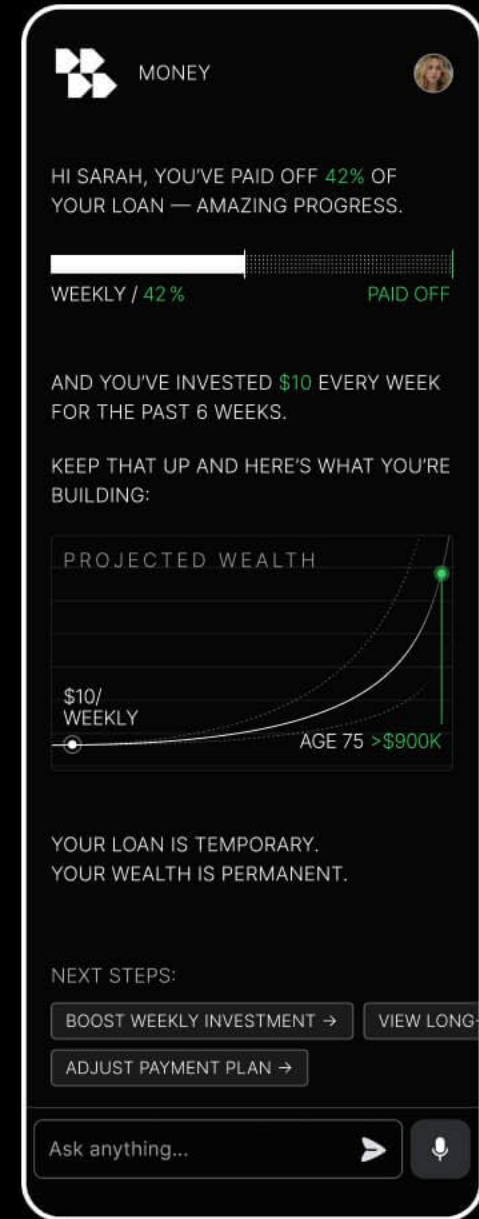 MONEY
HI SARAH, YOU'VE PAID OFF 42% OF
YOUR LOAN — AMAZING PROGRESS.
WEEKLY / 42%
PAID OFF
AND YOU'VE INVESTED $10 EVERY WEEK
FOR THE PAST 6 WEEKS.
KEEP THAT UP AND HERE'S WHAT YOU'RE
BUILDING:
PROJECTED WEALTH
$10/
WEEKLY
AGE 75 >$900K
YOUR LOAN IS TEMPORARY.
YOUR WEALTH IS PERMANENT.
NEXT STEPS:
BOOST WEEKLY INVESTMENT →
VIEW LONG-
ADJUST PAYMENT PLAN →
Ask anything...